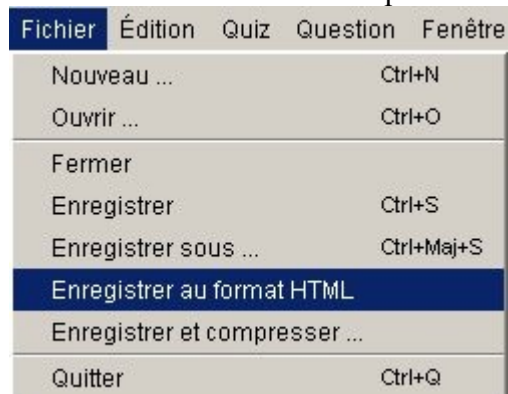 Fichier Édition Quiz Question Fenêtre
Nouveau ... Ctrl+N
Ouvrir ... Ctrl+O
Fermer
Enregistrer Ctrl+S
Enregistrer sous ... Ctrl+Maj+S
Enregistrer au format HTML
Enregistrer et compresser ...
Quitter Ctrl+Q